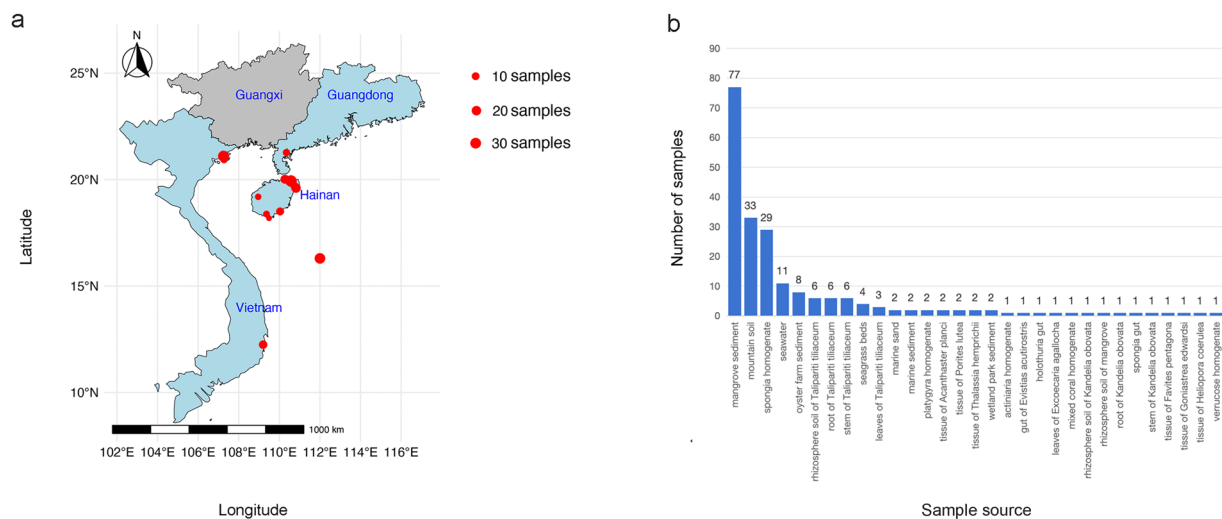 a
N
25°N
20°N
15°N
10°N
Guangxi
Guangdong
Hainan
Vietnam
1000 km
102°E 104°E 106°E 108°E 110°E 112°E 114°E 116°E
Latitude
Longitude
10 samples
20 samples
30 samples
b
Number of samples
90
80
70
60
50
40
30
20
10
0
77
33
29
11
8
6
6
6
4
3
2
2
2
2
2
2
2
1
1
1
1
1
1
1
1
1
1
1
1
1
1
mangrove sediment
mountain soil
spongia homogenate
seawater
oyster farm sediment
rhizosphere soil of Talipariti tiliaceum
root of Talipariti tiliaceum
stem of Talipariti tiliaceum
seagrass beds
leaves of Talipariti tiliaceum
marine sand
marine sediment
platygyra homogenate
tissue of Acanthaster planci
tissue of Porites lutea
tissue of Thalassia hemprichii
wetland park sediment
actiniaria homogenate
gut of Evistias acutirostris
holothuria gut
leaves of Excoecaria agallocha
mixed coral homogenate
rhizosphere soil of Kandelia obovata
rhizosphere soil of mangrove
root of Kandelia obovata
spongia gut
stem of Kandelia obovata
tissue of Favites pentagona
tissue of Goniastrea edwardsi
tissue of Heliopora coerulea
verrucose homogenate
Sample source